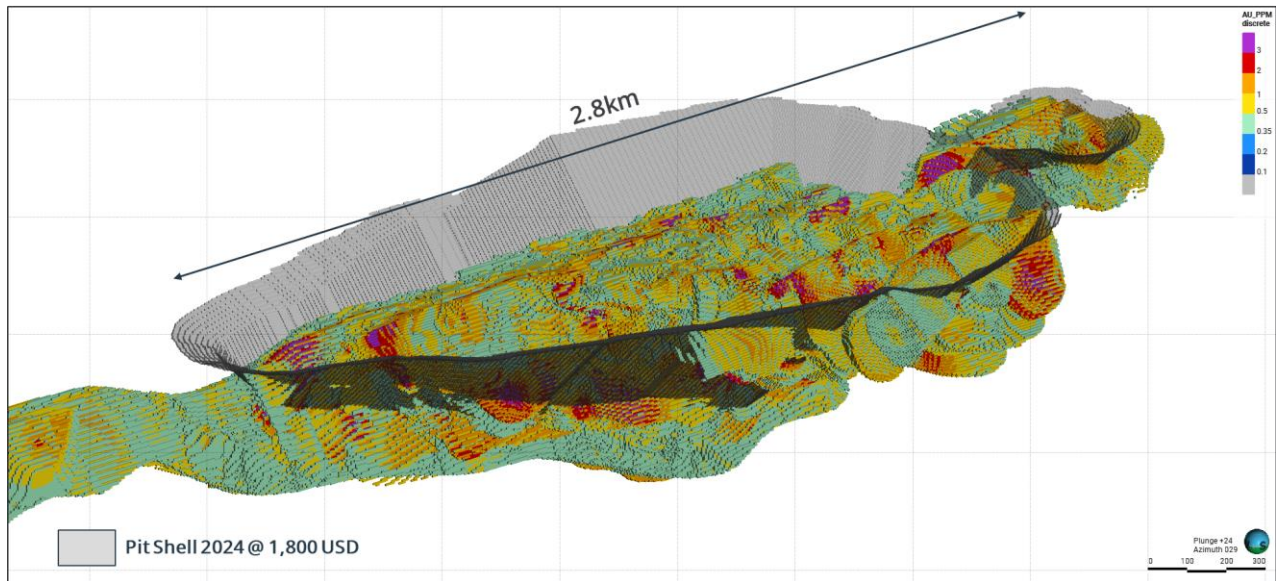 AU_PPM
discrete
3
2
1
0.5
0.35
0.2
0.1
2.8km
Pit Shell 2024 @ 1,800 USD
Plunge +24
Azimuth 029
0 100 200 300